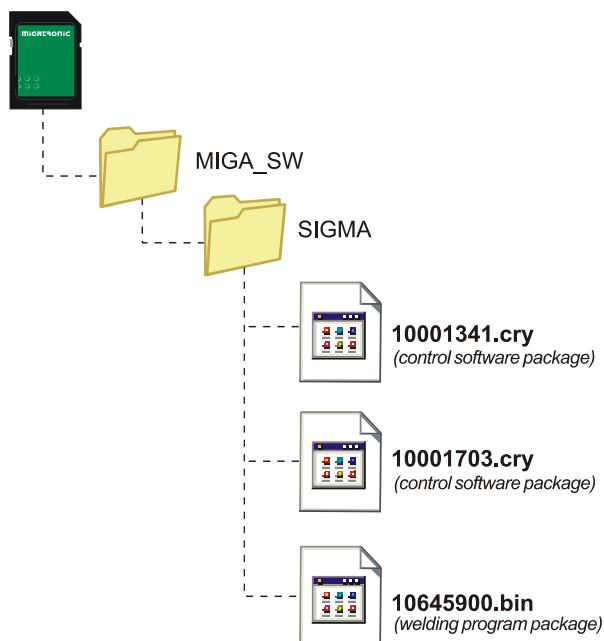 MIGATRONIC
MIGA_SW
SIGMA
10001341.cry
(control software package)
10001703.cry
(control software package)
10645900.bin
(welding program package)